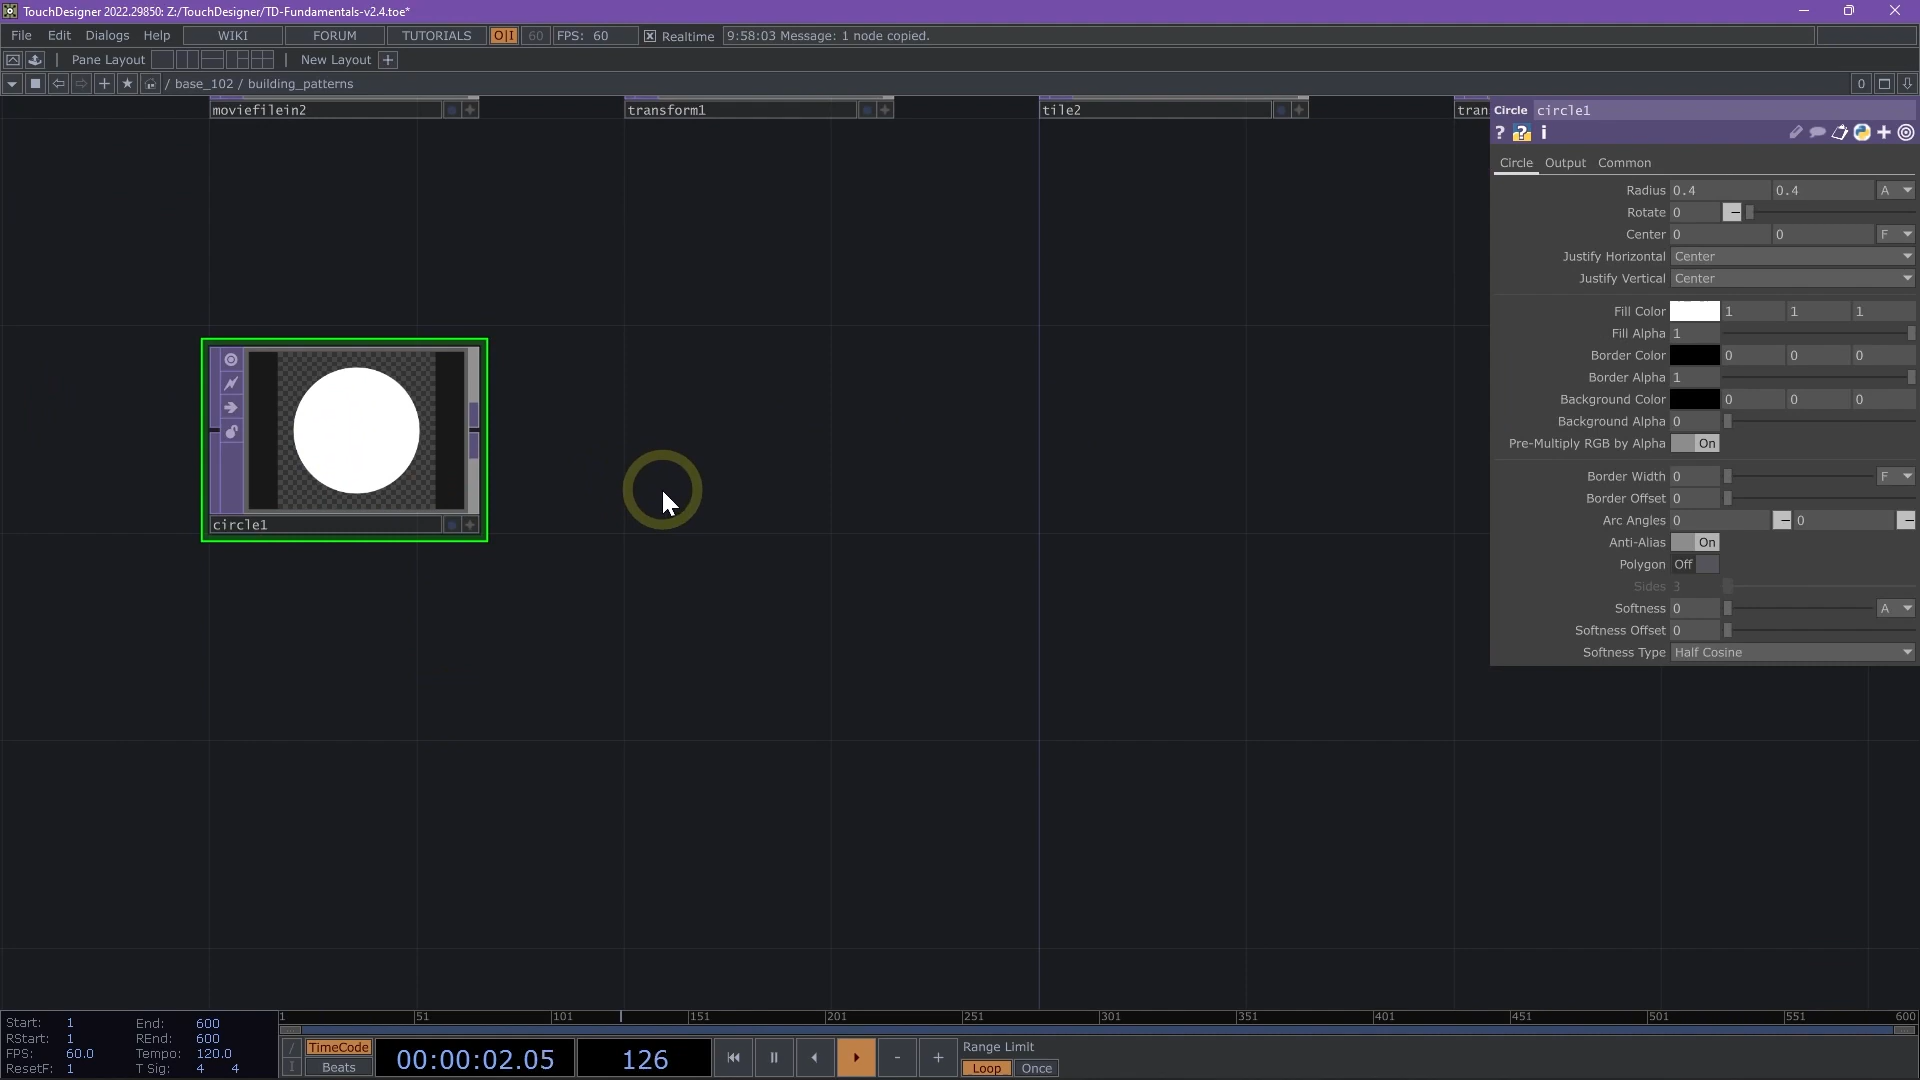 TouchDesigner 2022.29850: Z:/TouchDesigner/TD-Fundamentals-v2.4.toe*
File Edit Dialogs Help WIKI FORUM TUTORIALS O|I 60 FPS: 60 Realtime 9:58:03 Message: 1 node copied.
Pane Layout | New Layout +
/ base_102 / building_patterns 0
moviefilein2 transform1 tile2 tran
Circle circle1
? ? i
Circle Output Common
Radius 0.4 0.4 A
Rotate 0
Center 0 0 F
Justify Horizontal Center
Justify Vertical Center
Fill Color 1 1 1
Fill Alpha 1
Border Color 0 0 0
Border Alpha 1
Background Color 0 0 0
Background Alpha 0
Pre-Multiply RGB by Alpha On
Border Width 0 F
Border Offset 0
Arc Angles 0 0
Anti-Alias On
Polygon Off
Sides 3
Softness 0 A
Softness Offset 0
Softness Type Half Cosine
circle1
1 51 101 151 201 251 301 351 401 451 501 551 600
Start: 1 End: 600
RStart: 1 REnd: 600
FPS: 60.0 Tempo: 120.0
ResetF: 1 T Sig: 4 4
TimeCode
Beats
00:00:02.05 126
- +
Range Limit
Loop Once